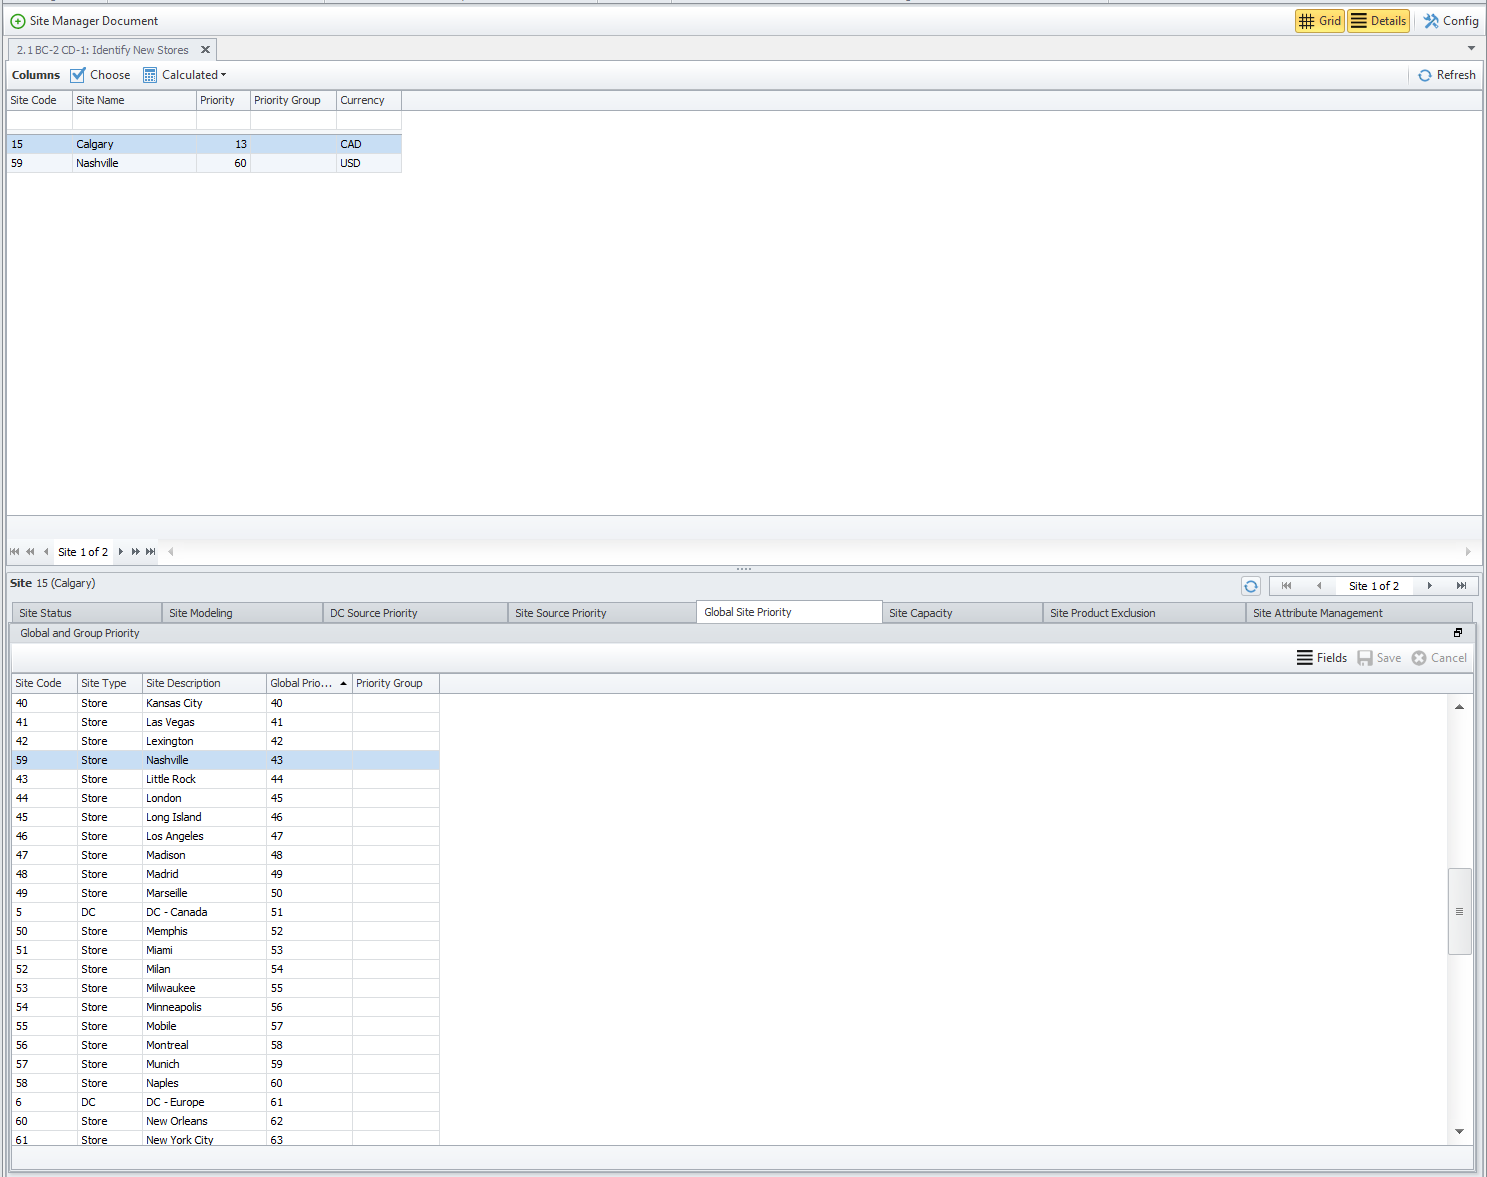 Site Manager Document Grid Details Config
2.1 BC-2 CD-1: Identify New Stores
Columns Choose Calculated Refresh
Site Code Site Name Priority Priority Group Currency
15 Calgary 13 CAD
59 Nashville 60 USD
Site 1 of 2
Site 15 (Calgary) Site 1 of 2
Site Status Site Modeling DC Source Priority Site Source Priority Global Site Priority Site Capacity Site Product Exclusion Site Attribute Management
Global and Group Priority
Fields Save Cancel
Site Code Site Type Site Description Global Prio... Priority Group
40 Store Kansas City 40
41 Store Las Vegas 41
42 Store Lexington 42
59 Store Nashville 43
43 Store Little Rock 44
44 Store London 45
45 Store Long Island 46
46 Store Los Angeles 47
47 Store Madison 48
48 Store Madrid 49
49 Store Marseille 50
5 DC DC - Canada 51
50 Store Memphis 52
51 Store Miami 53
52 Store Milan 54
53 Store Milwaukee 55
54 Store Minneapolis 56
55 Store Mobile 57
56 Store Montreal 58
57 Store Munich 59
58 Store Naples 60
6 DC DC - Europe 61
60 Store New Orleans 62
61 Store New York City 63